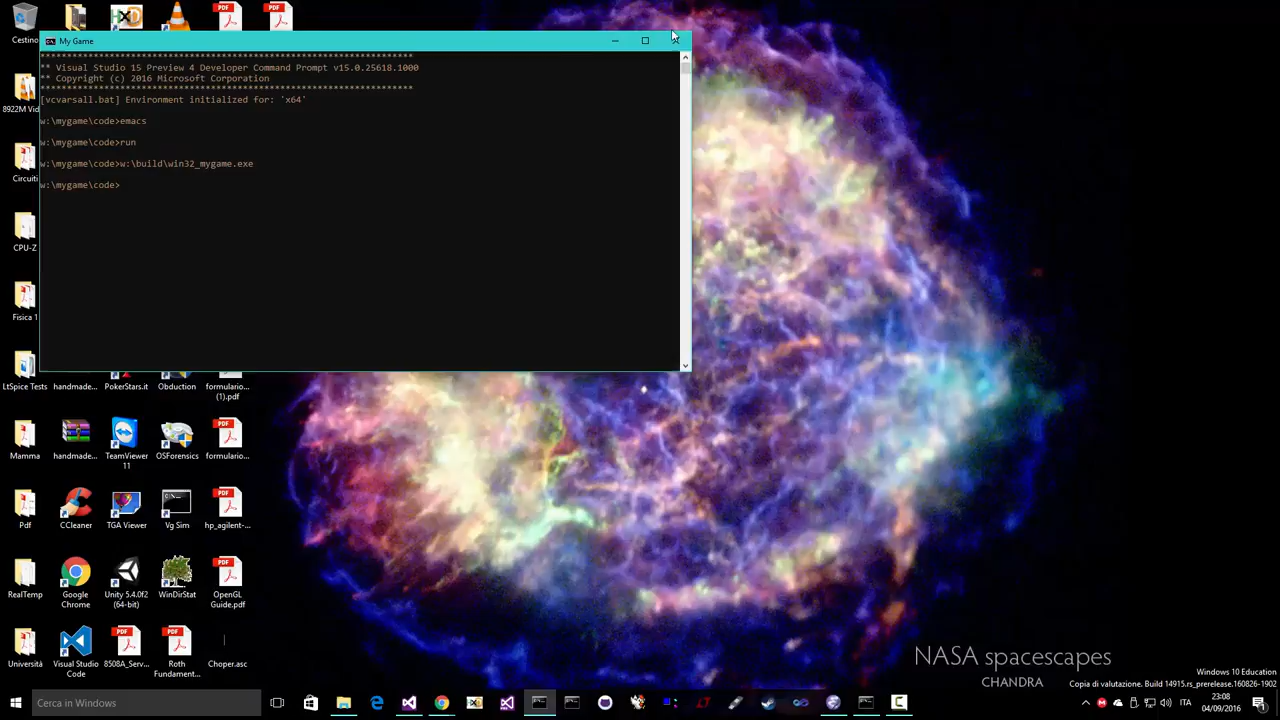 Cestino
My Game
****************************************************************************
** Visual Studio 15 Preview 4 Developer Command Prompt v15.0.25618.1000
** Copyright (c) 2016 Microsoft Corporation
****************************************************************************
[vcvarsall.bat] Environment initialized for: 'x64'
w:\mygame\code>emacs
w:\mygame\code>run
w:\mygame\code>w:\build\win32_mygame.exe
w:\mygame\code>
8922M Vid
Circuiti
CPU-Z
Fisica 1
LtSpice Tests
handmade...
PokerStars.it
Obduction
formulario (1).pdf
Mamma
handmade...
TeamViewer 11
OSForensics
formulario...
Pdf
CCleaner
TGA Viewer
Vg Sim
hp_agilent-...
RealTemp
Google Chrome
Unity 5.4.0f2 (64-bit)
WinDirStat
OpenGL Guide.pdf
Università
Visual Studio Code
8508A_Serv...
Roth Fundament...
Choper.asc
NASA spacescapes
CHANDRA
Windows 10 Education
Copia di valutazione. Build 14915.rs_prerelease.160826-1902
Cerca in Windows
ITA
23:08
04/09/2016